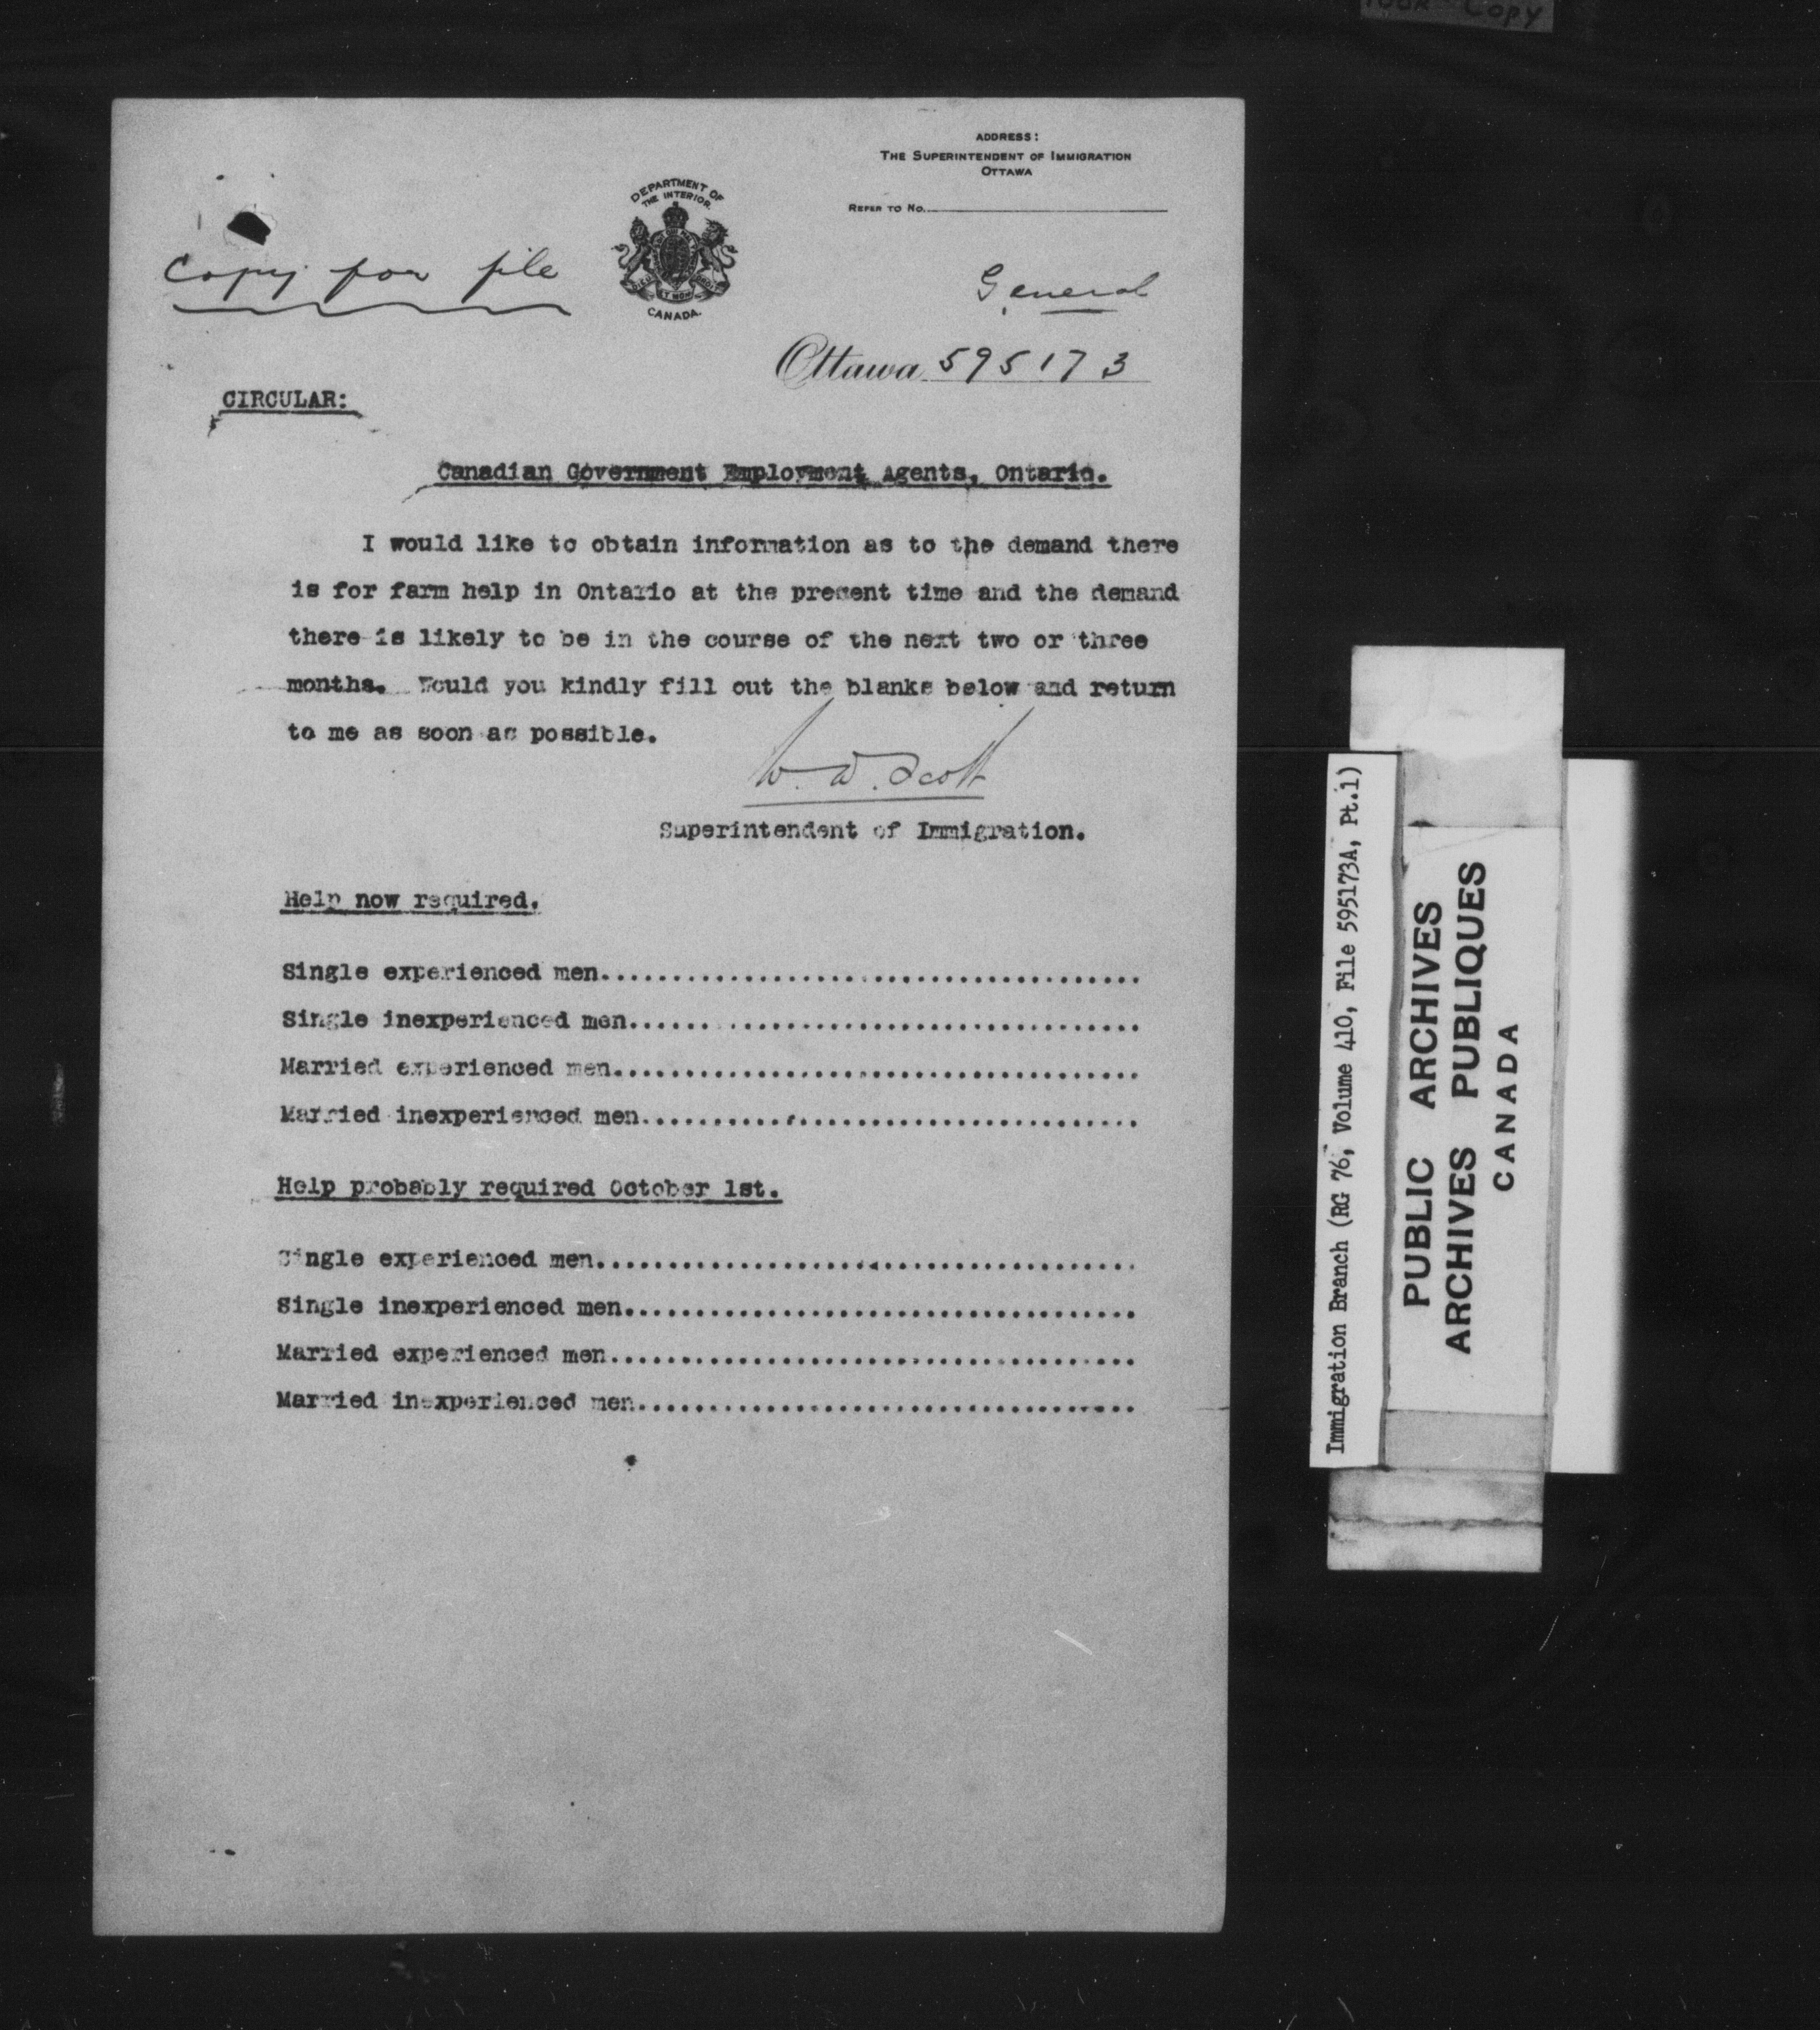 Copy
ADDRESS:
THE SUPERINTENDENT OF IMMIGRATION
OTTAWA
REFER TO No.
DEPARTMENT OF
THE INTERIOR.
DIEU ET MON DROIT
CANADA.
Copy for file
General
Ottawa 595173
CIRCULAR:
Canadian Government Employment Agents, Ontario.
I would like to obtain information as to the demand there
is for farm help in Ontario at the present time and the demand
there is likely to be in the course of the next two or three
months. Would you kindly fill out the blanks below and return
to me as soon as possible.
W. D. Scott
Superintendent of Immigration.
Help now required.
Single experienced men......................................
Single inexperienced men....................................
Married experienced men.....................................
Married inexperienced men...................................
Help probably required October 1st.
Single experienced men......................................
Single inexperienced men....................................
Married experienced men.....................................
Married inexperienced men...................................
Immigration Branch (RG 76, Volume 410, File 595173A, Pt.1)
PUBLIC ARCHIVES
ARCHIVES PUBLIQUES
CANADA